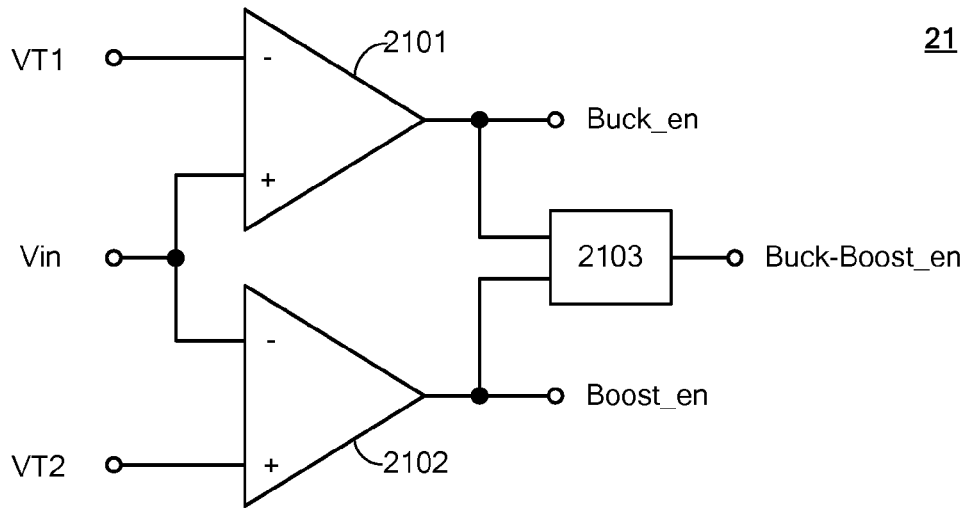 2101
21
VT1
-
Buck_en
+
Vin
2103
Buck-Boost_en
-
Boost_en
VT2
+
2102